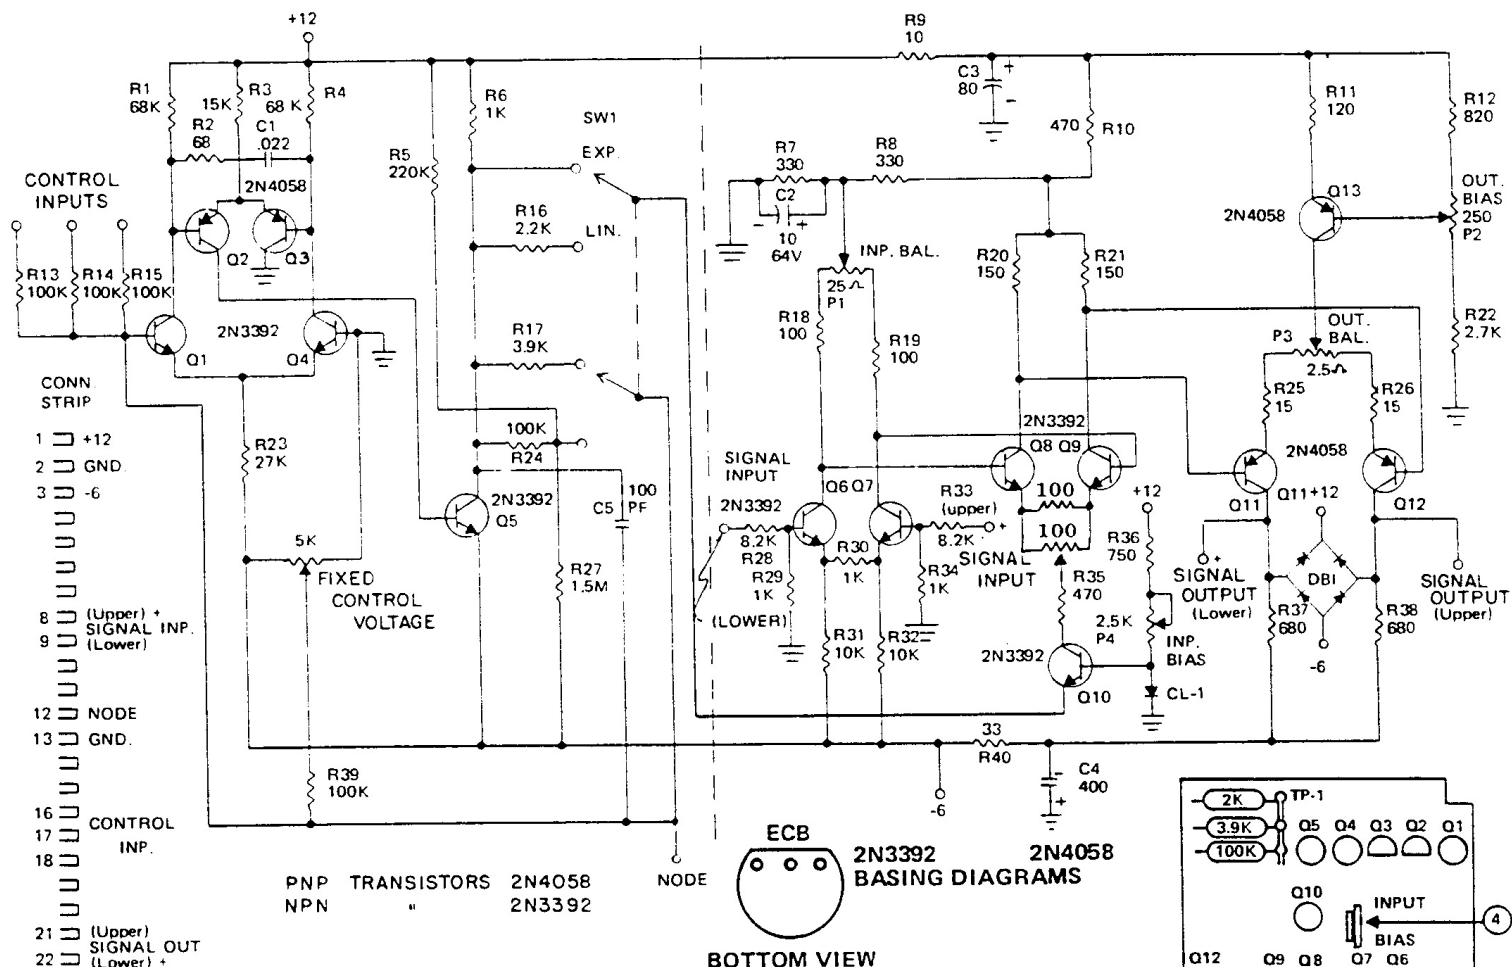 +12
R9
10
R1
68K
R3
15K
R4
68 K
R2
68
C1
.022
R6
1K
SW1
EXP.
C3
80
470
R10
R11
120
R12
820
R5
220K
R7
330
R8
330
C2
- +
10
64V
CONTROL
INPUTS
2N4058
Q2
Q3
R16
2.2K
LIN.
Q13
2N4058
OUT.
BIAS
250
P2
R13
100K
R14
100K
R15
100K
2N3392
Q1
Q4
R17
3.9K
INP. BAL.
25Ω
P1
R18
100
R19
100
R20
150
R21
150
R22
2.7K
P3
OUT.
BAL.
2.5Ω
R25
15
R26
15
CONN.
STRIP
1 +12
2 GND.
3 -6
8 (Upper) +
SIGNAL INP.
9 (Lower)
12 NODE
13 GND.
16
17 CONTROL
INP.
18
21 (Upper)
SIGNAL OUT
22 (Lower) +
R23
27K
100K
R24
2N3392
Q5
C5
100
PF
5K
FIXED
CONTROL
VOLTAGE
R27
1.5M
R39
100K
SIGNAL
INPUT
2N3392
8.2K
R28
R29
1K
(LOWER)
Q6 Q7
R30
1K
R31
10K
R32
10K
R33
(upper)
+
8.2K
SIGNAL
INPUT
R34
1K
2N3392
Q8 Q9
100
100
R35
470
2N3392
Q10
+12
R36
750
2.5K
P4
INP.
BIAS
CL-1
2N4058
Q11
Q11
+12
Q12
+
SIGNAL
OUTPUT
(Lower)
DBI
-6
R37
680
R38
680
SIGNAL
OUTPUT
(Upper)
33
R40
-6
C4
400
-
+
NODE
PNP TRANSISTORS 2N4058
NPN " 2N3392
ECB
2N3392 2N4058
BASING DIAGRAMS
BOTTOM VIEW
2K
TP-1
3.9K
100K
Q5 Q4 Q3 Q2 Q1
Q10
INPUT
BIAS
4
Q12 Q9 Q8 Q7 Q6